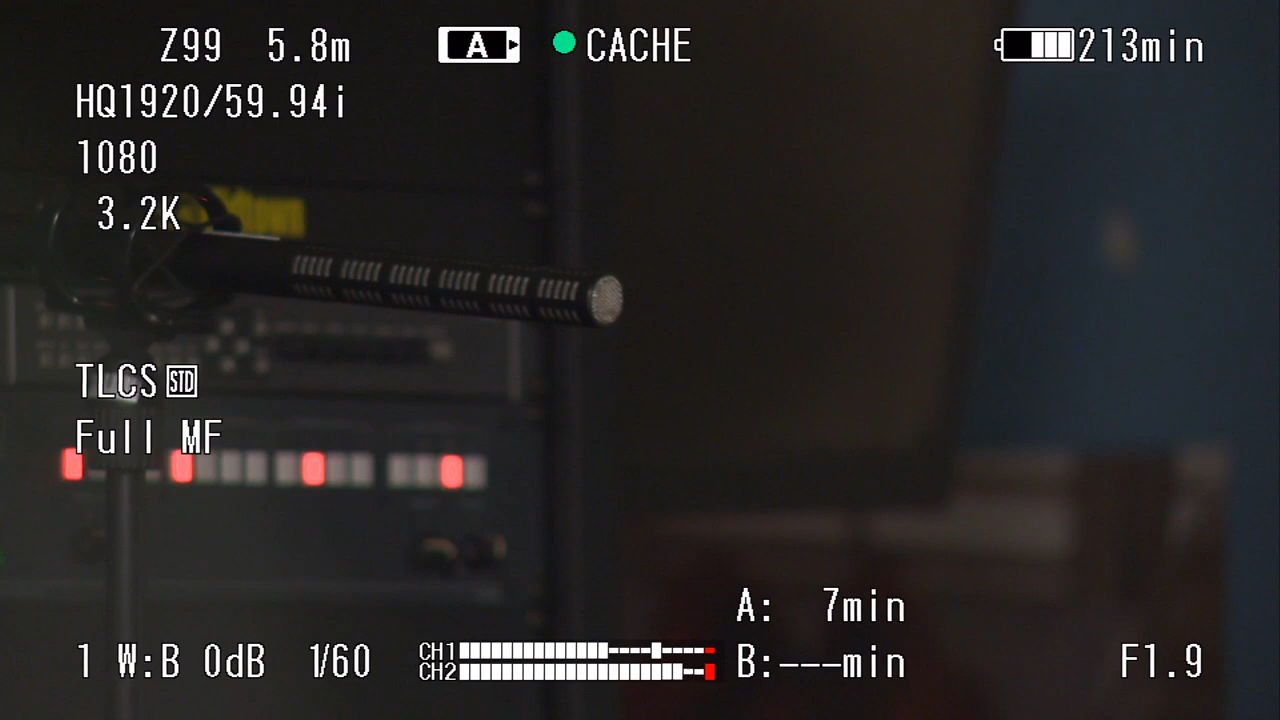 Z99 5.8m A CACHE 213min
HQ1920/59.94i
1080
3.2K
TLCS STD
Full MF
A: 7min
1 W:B 0dB 1/60 CH1 B:---min F1.9
CH2